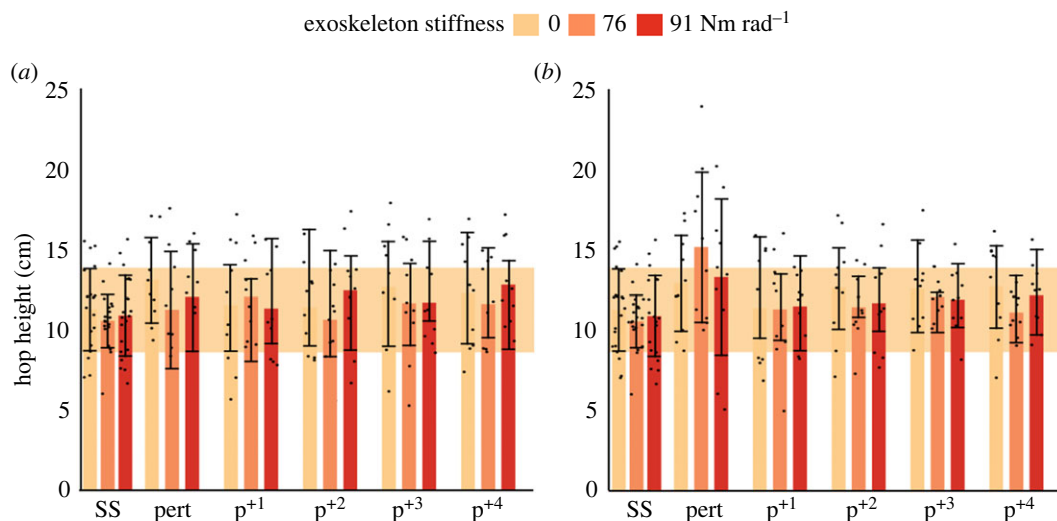 exoskeleton stiffness 0 76 91 Nm rad⁻¹
(a) (b)
hop height (cm)
25
20
15
10
5
0
SS pert p⁺¹ p⁺² p⁺³ p⁺⁴
25
20
15
10
5
0
SS pert p⁺¹ p⁺² p⁺³ p⁺⁴